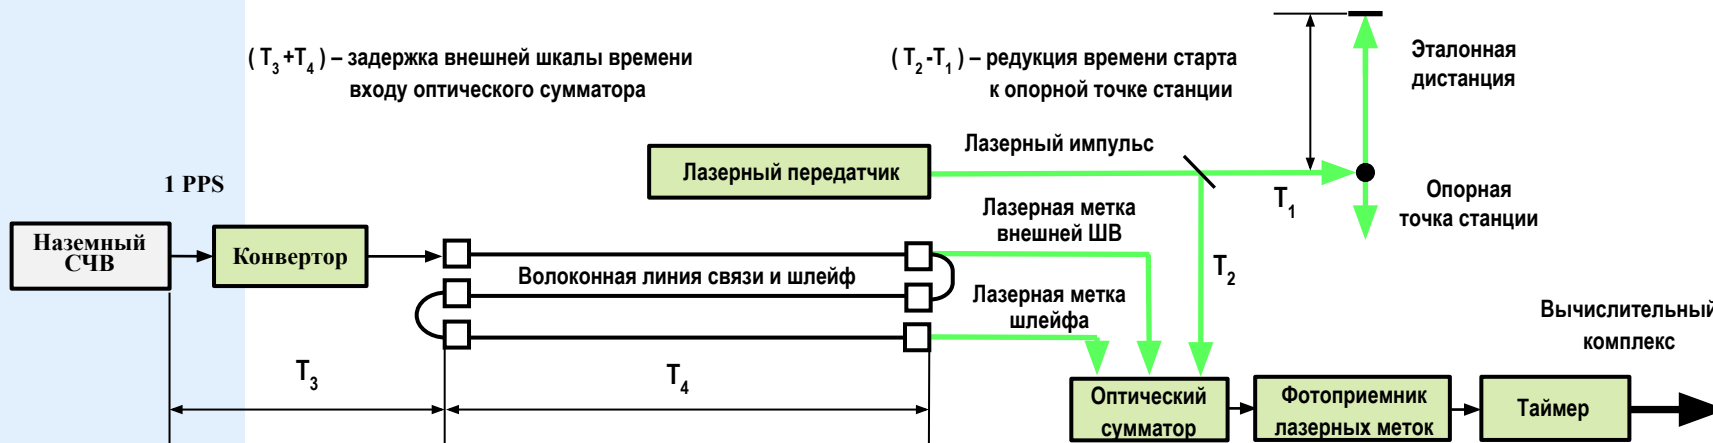 ( T3 +T4 ) – задержка внешней шкалы времени
входу оптического сумматора
( T2 -T1 ) – редукция времени старта
к опорной точке станции
Эталонная
дистанция
Лазерный импульс
Лазерный передатчик
1 PPS
T1
Опорная
точка станции
Лазерная метка
внешней ШВ
Наземный
СЧВ
Конвертор
Волоконная линия связи и шлейф
T2
Лазерная метка
шлейфа
Вычислительный
комплекс
T3
T4
Оптический
сумматор
Фотоприемник
лазерных меток
Таймер